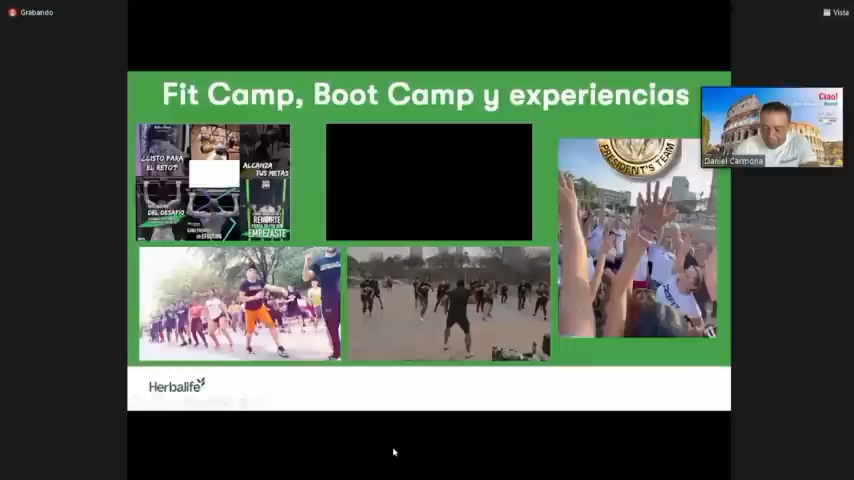 Grabando
Vista
Fit Camp, Boot Camp y experiencias
Ciao!
Daniel Carmona
¿LISTO PARA
EL RETO?
ALCANZA
TUS METAS
DEL DESAFÍO
EFECTIVO
EMPEZASTE
PRESIDENT'S TEAM
Herbalife